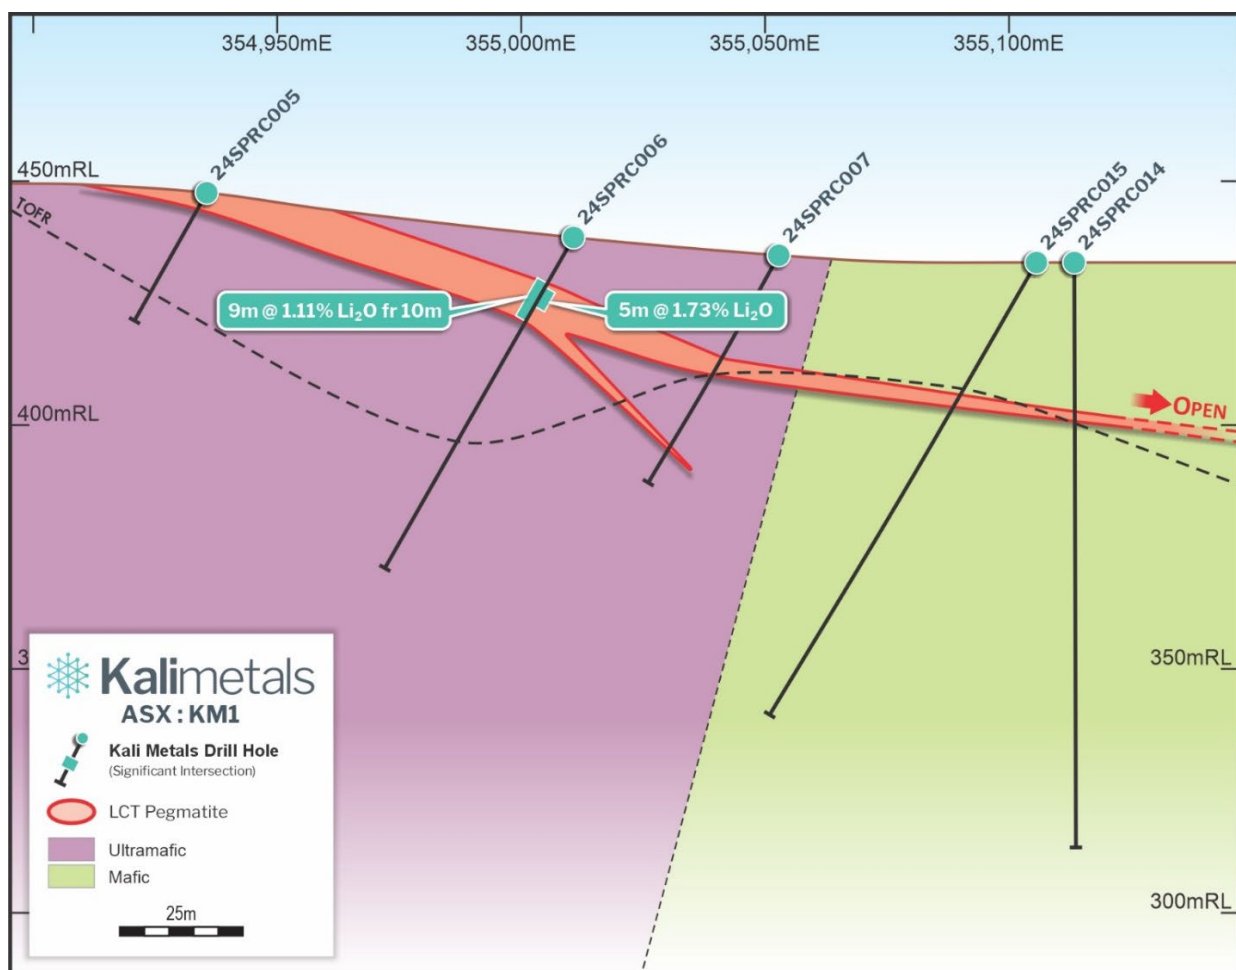 354,950mE
355,000mE
355,050mE
355,100mE
24SPRC005
24SPRC006
24SPRC007
24SPRC015
24SPRC014
450mRL
TOFR
9m @ 1.11% Li₂O fr 10m
5m @ 1.73% Li₂O
400mRL
OPEN
3
350mRL
Kalimetals
ASX : KM1
Kali Metals Drill Hole
(Significant Intersection)
LCT Pegmatite
Ultramafic
Mafic
25m
300mRL